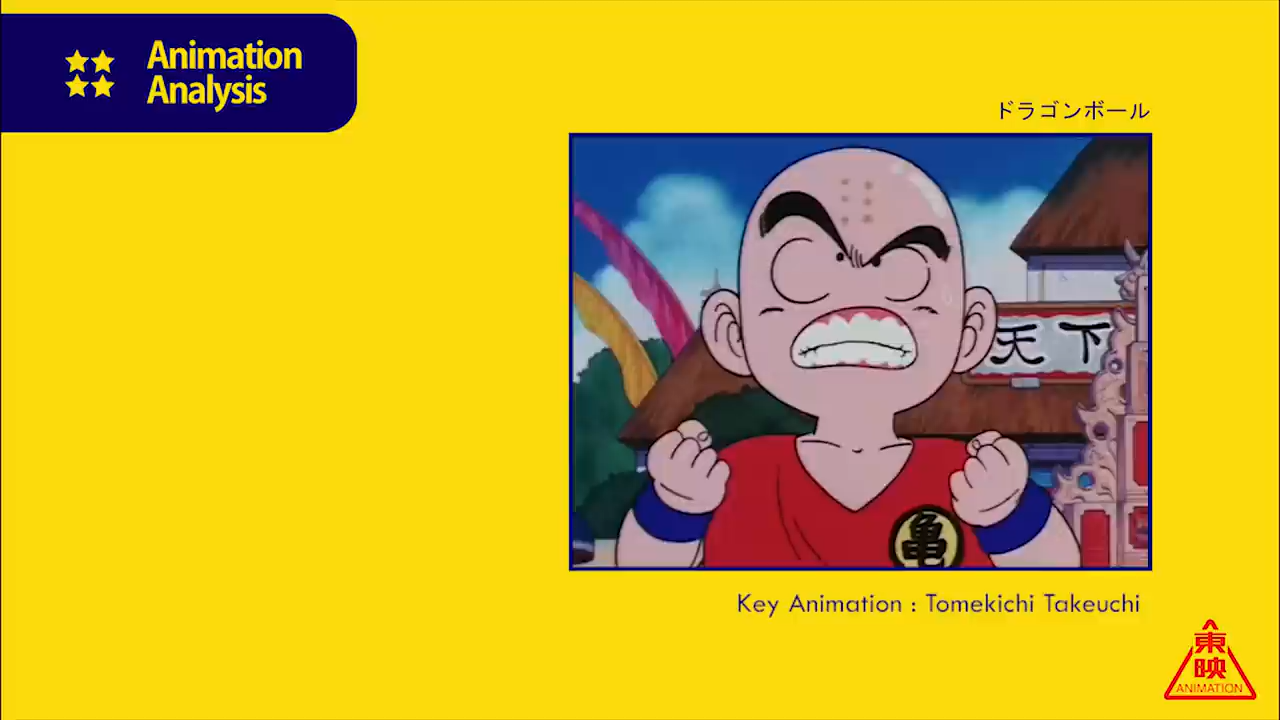 Animation
Analysis
ドラゴンボール
天下
亀
Key Animation : Tomekichi Takeuchi
東
映
ANIMATION